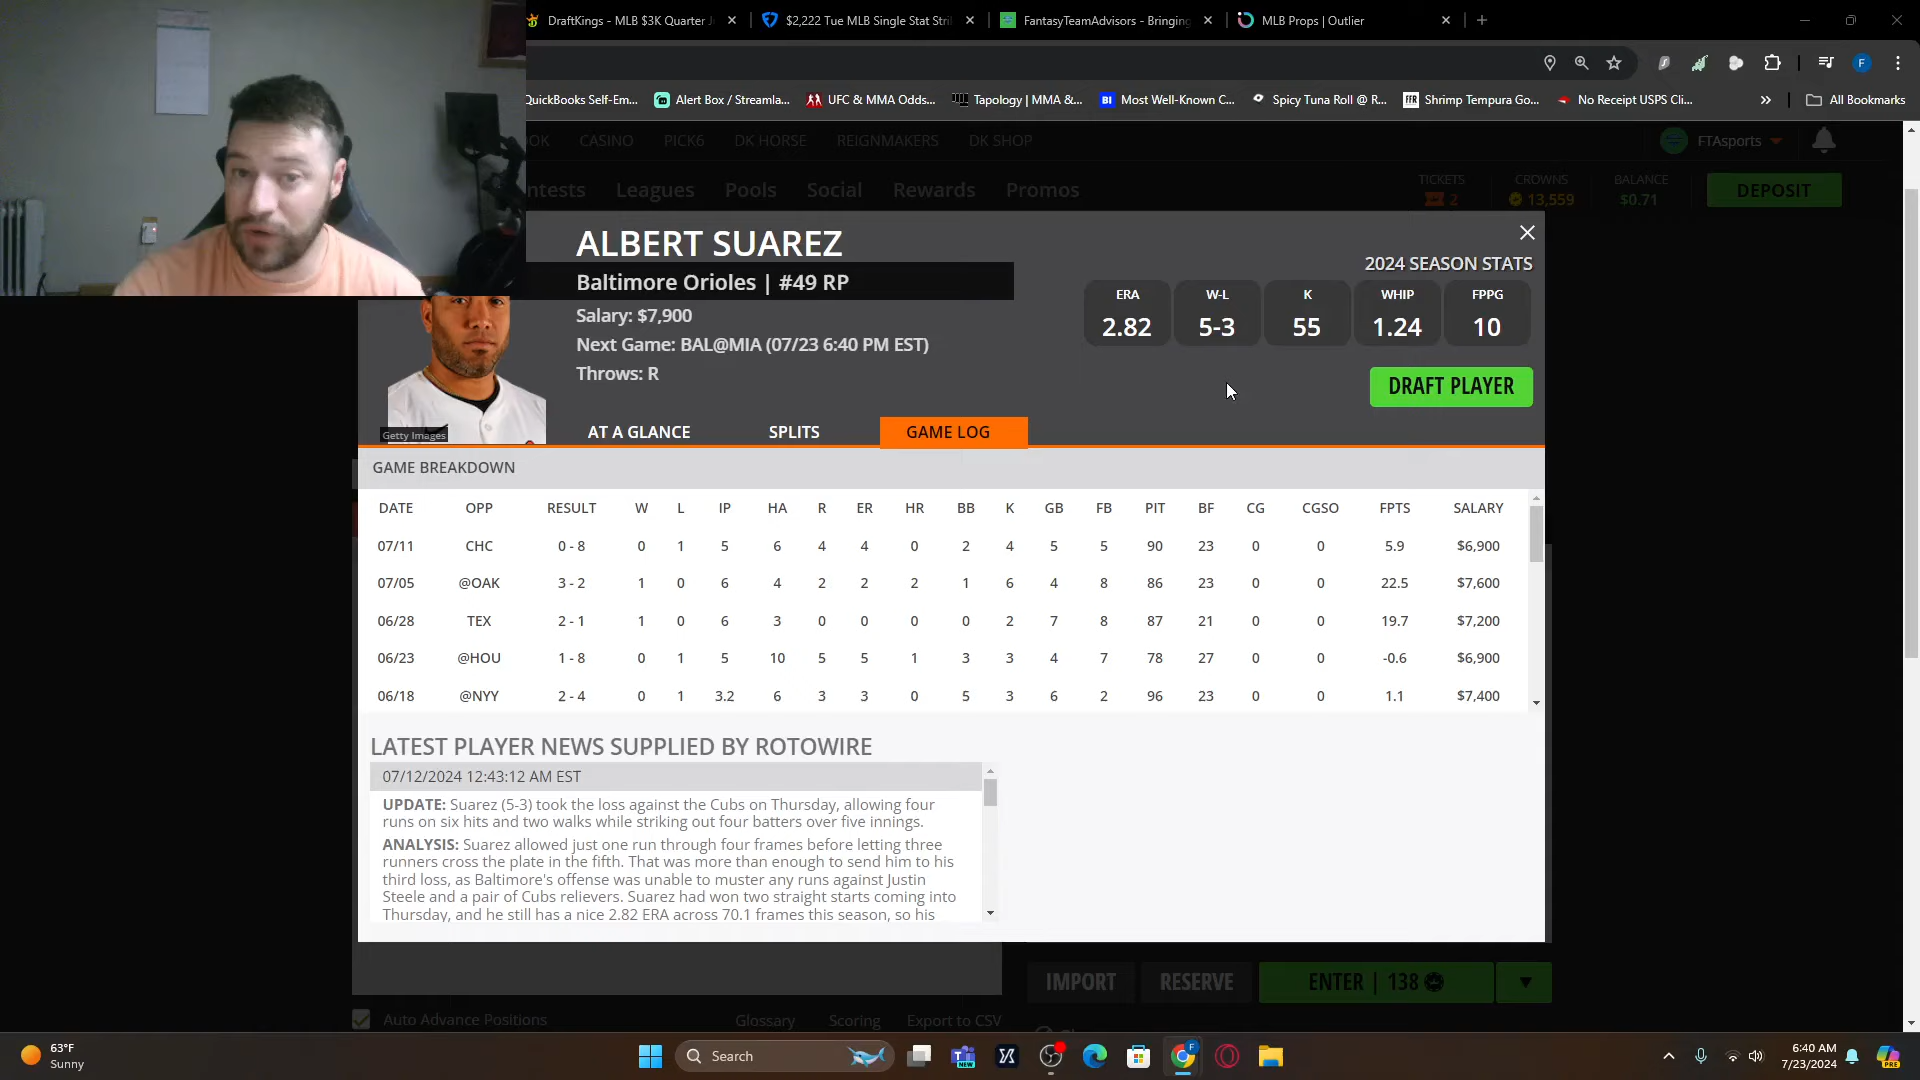 DraftKings - MLB $3K Quarter J
$2,222 Tue MLB Single Stat Stri
FantasyTeamAdvisors - Bringing
MLB Props | Outlier
QuickBooks Self-Em...
Alert Box / Streamla...
UFC & MMA Odds...
Tapology | MMA &...
BI Most Well-Known C...
Spicy Tuna Roll @ R...
FFR Shrimp Tempura Go...
No Receipt USPS Cli...
All Bookmarks
OOK CASINO PICK6 DK HORSE REIGNMAKERS DK SHOP
FTAsports
ntests Leagues Pools Social Rewards Promos
TICKETS
2
CROWNS
13,559
BALANCE
$0.71
DEPOSIT
ALBERT SUAREZ
Baltimore Orioles | #49 RP
Salary: $7,900
Next Game: BAL@MIA (07/23 6:40 PM EST)
Throws: R
Getty Images
2024 SEASON STATS
ERA W-L K WHIP FPPG
2.82 5-3 55 1.24 10
DRAFT PLAYER
AT A GLANCE SPLITS GAME LOG
GAME BREAKDOWN
DATE OPP RESULT W L IP HA R ER HR BB K GB FB PIT BF CG CGSO FPTS SALARY
07/11 CHC 0 - 8 0 1 5 6 4 4 0 2 4 5 5 90 23 0 0 5.9 $6,900
07/05 @OAK 3 - 2 1 0 6 4 2 2 2 1 6 4 8 86 23 0 0 22.5 $7,600
06/28 TEX 2 - 1 1 0 6 3 0 0 0 0 2 7 8 87 21 0 0 19.7 $7,200
06/23 @HOU 1 - 8 0 1 5 10 5 5 1 3 3 4 7 78 27 0 0 -0.6 $6,900
06/18 @NYY 2 - 4 0 1 3.2 6 3 3 0 5 3 6 2 96 23 0 0 1.1 $7,400
LATEST PLAYER NEWS SUPPLIED BY ROTOWIRE
07/12/2024 12:43:12 AM EST
UPDATE: Suarez (5-3) took the loss against the Cubs on Thursday, allowing four
runs on six hits and two walks while striking out four batters over five innings.
ANALYSIS: Suarez allowed just one run through four frames before letting three
runners cross the plate in the fifth. That was more than enough to send him to his
third loss, as Baltimore's offense was unable to muster any runs against Justin
Steele and a pair of Cubs relievers. Suarez had won two straight starts coming into
Thursday, and he still has a nice 2.82 ERA across 70.1 frames this season, so his
IMPORT RESERVE ENTER | 138
Auto Advance Positions Glossary Scoring Export to CSV
63°F
Sunny
Search
NEW
6:40 AM
7/23/2024
PRE